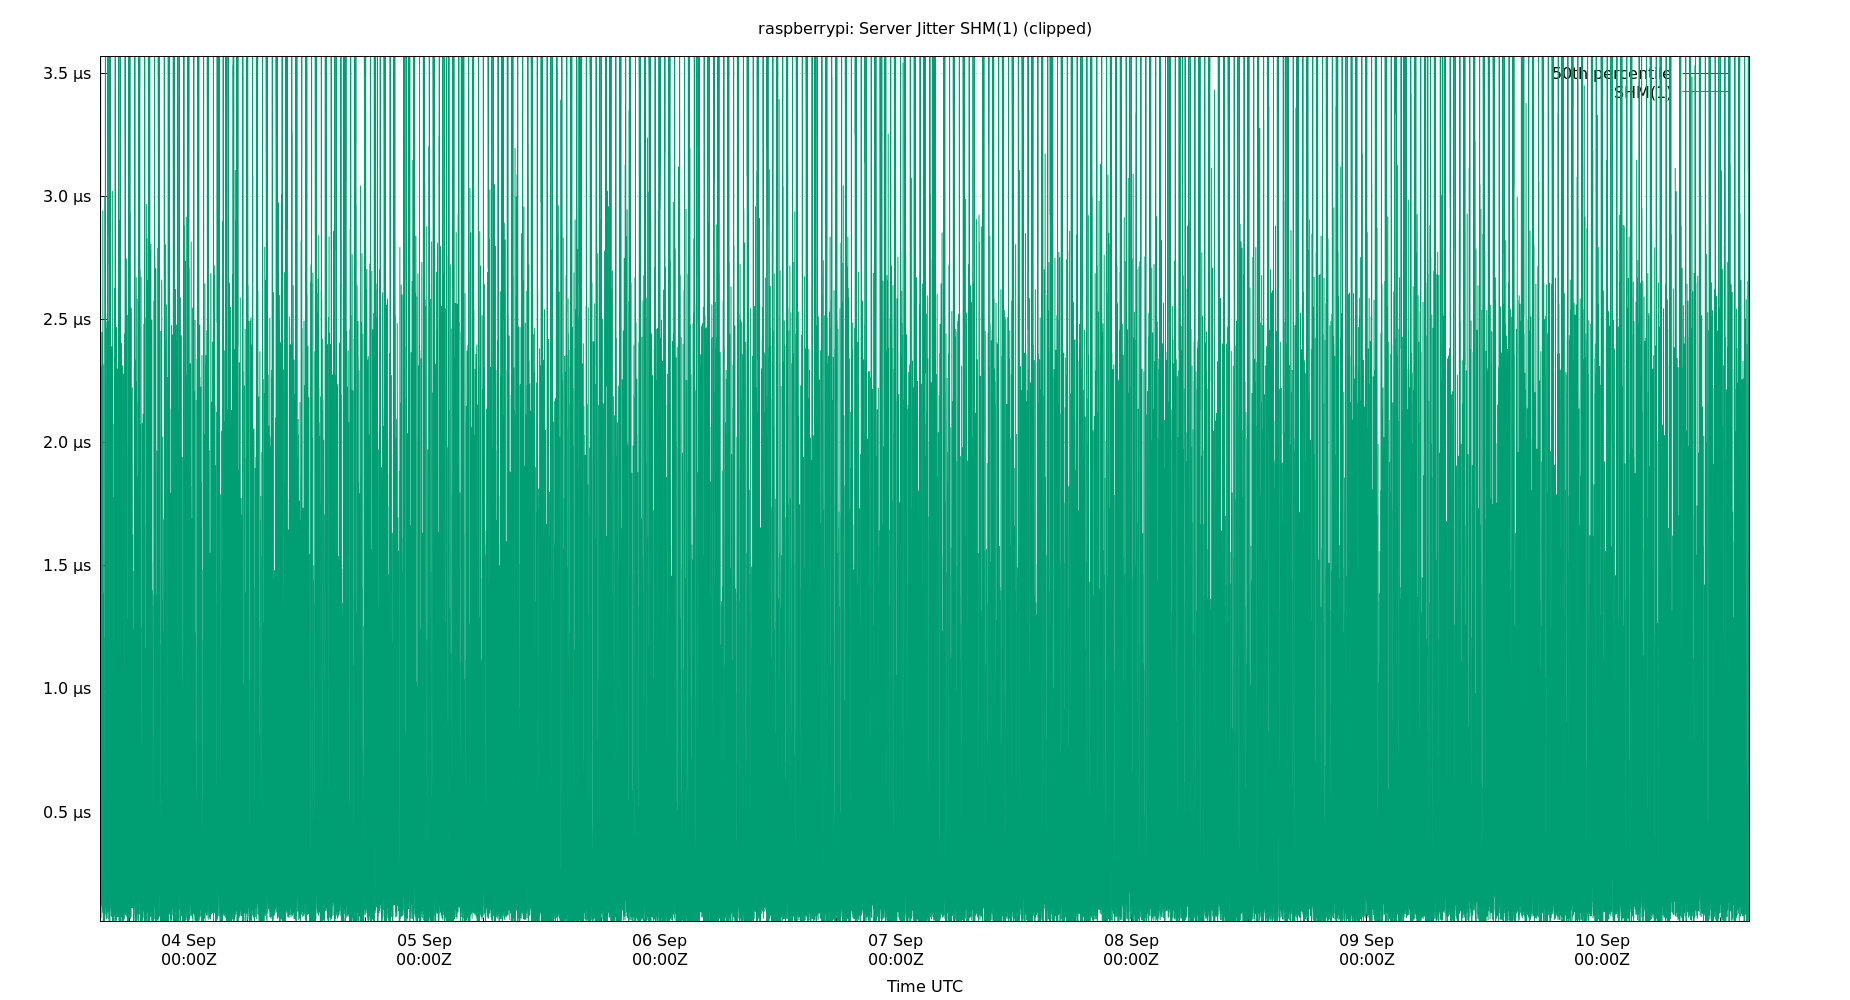 raspberrypi: Server Jitter SHM(1) (clipped)
3.5 µs
50th percentile
SHM(1)
3.0 µs
2.5 µs
2.0 µs
1.5 µs
1.0 µs
0.5 µs
04 Sep 05 Sep 06 Sep 07 Sep 08 Sep 09 Sep 10 Sep
00:00Z 00:00Z 00:00Z 00:00Z 00:00Z 00:00Z 00:00Z
Time UTC